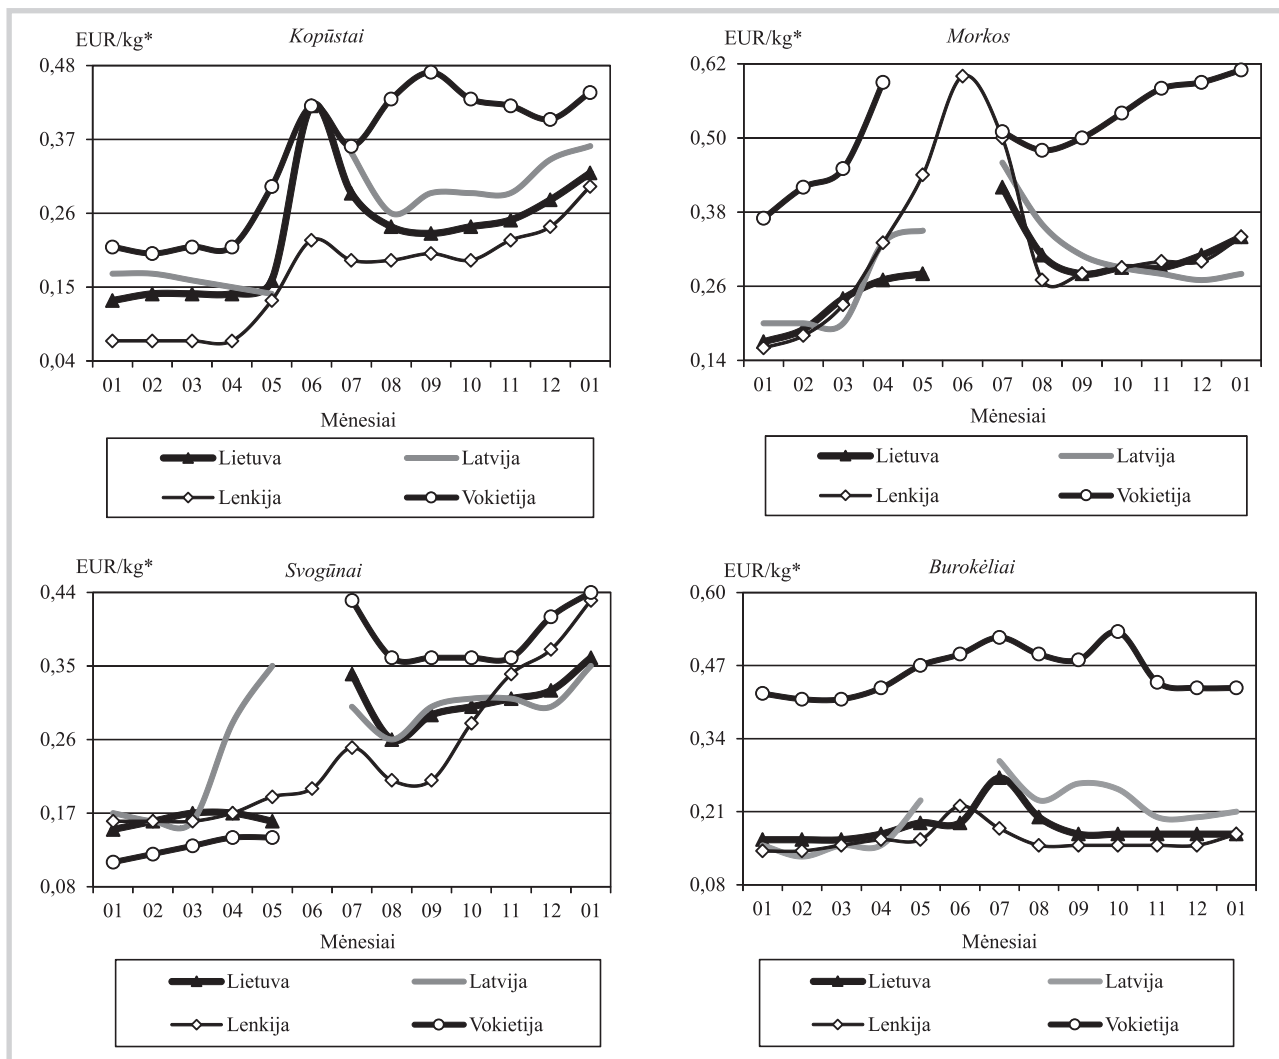 EUR/kg*
Kopūstai
0,48
0,37
0,26
0,15
0,04
01 02 03 04 05 06 07 08 09 10 11 12 01
Mėnesiai
Lietuva Latvija
Lenkija Vokietija
EUR/kg*
Morkos
0,62
0,50
0,38
0,26
0,14
01 02 03 04 05 06 07 08 09 10 11 12 01
Mėnesiai
Lietuva Latvija
Lenkija Vokietija
EUR/kg*
Svogūnai
0,44
0,35
0,26
0,17
0,08
01 02 03 04 05 06 07 08 09 10 11 12 01
Mėnesiai
Lietuva Latvija
Lenkija Vokietija
EUR/kg*
Burokėliai
0,60
0,47
0,34
0,21
0,08
01 02 03 04 05 06 07 08 09 10 11 12 01
Mėnesiai
Lietuva Latvija
Lenkija Vokietija